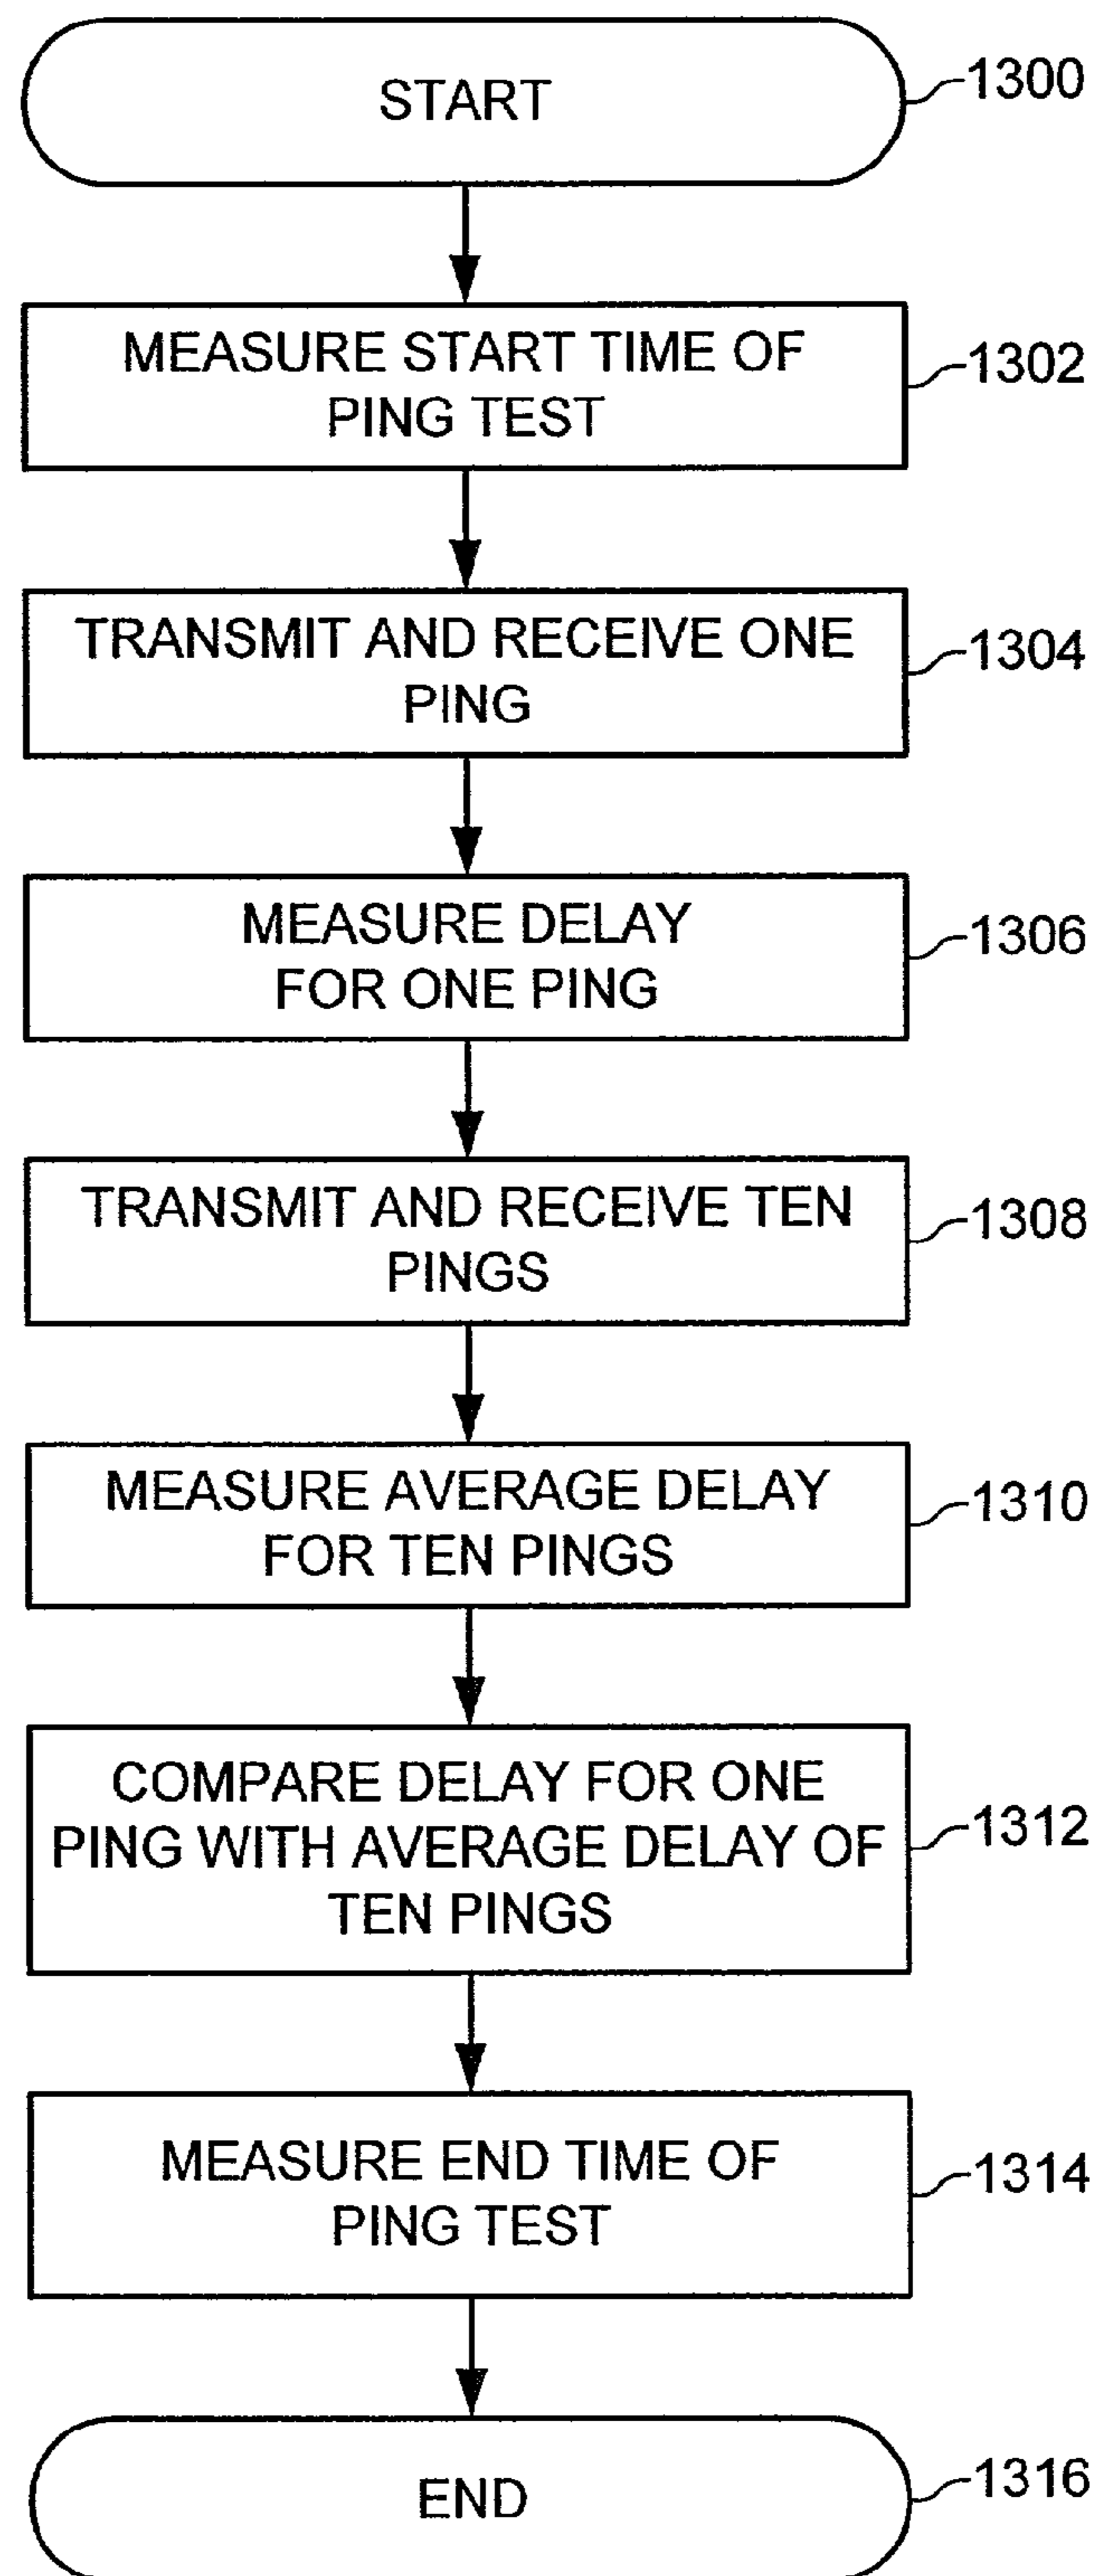 START
1300
MEASURE START TIME OF
PING TEST
1302
TRANSMIT AND RECEIVE ONE
PING
1304
MEASURE DELAY
FOR ONE PING
1306
TRANSMIT AND RECEIVE TEN
PINGS
1308
MEASURE AVERAGE DELAY
FOR TEN PINGS
1310
COMPARE DELAY FOR ONE
PING WITH AVERAGE DELAY OF
TEN PINGS
1312
MEASURE END TIME OF
PING TEST
1314
END
1316